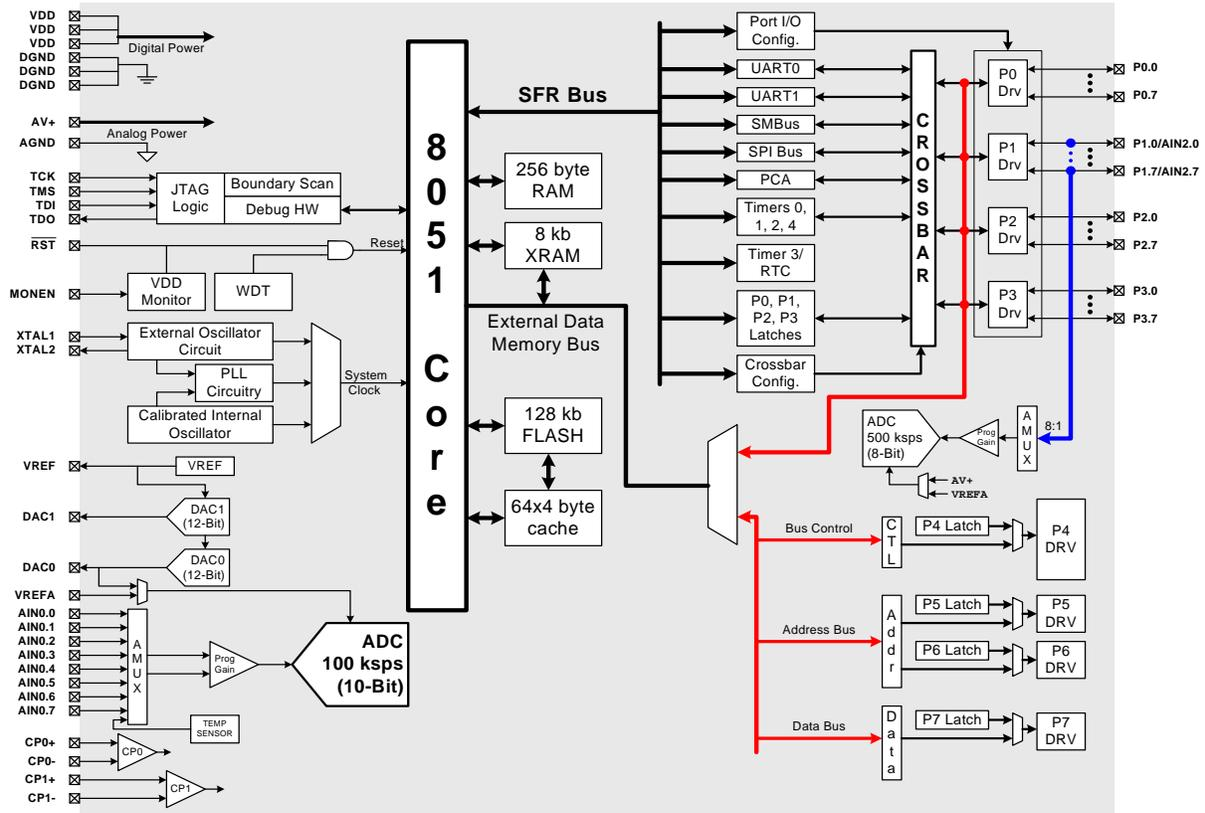 VDD
VDD
VDD
Digital Power
DGND
DGND
DGND
AV+
Analog Power
AGND
TCK
TMS
TDI
TDO
JTAG
Logic
Boundary Scan
Debug HW
RST
Reset
VDD
Monitor
WDT
MONEN
XTAL1
XTAL2
External Oscillator
Circuit
PLL
Circuitry
Calibrated Internal
Oscillator
System
Clock
VREF
VREF
DAC1
DAC1
(12-Bit)
DAC0
DAC0
(12-Bit)
VREFA
AIN0.0
AIN0.1
AIN0.2
AIN0.3
AIN0.4
AIN0.5
AIN0.6
AIN0.7
A
M
U
X
Prog
Gain
ADC
100 ksps
(10-Bit)
TEMP
SENSOR
CP0+
CP0-
CP0
CP1+
CP1-
CP1
8
0
5
1
C
o
r
e
SFR Bus
256 byte
RAM
8 kb
XRAM
External Data
Memory Bus
128 kb
FLASH
64x4 byte
cache
Port I/O
Config.
UART0
UART1
SMBus
SPI Bus
PCA
Timers 0,
1, 2, 4
Timer 3/
RTC
P0, P1,
P2, P3
Latches
Crossbar
Config.
C
R
O
S
S
B
A
R
P0
Drv
P1
Drv
P2
Drv
P3
Drv
P0.0
P0.7
P1.0/AIN2.0
P1.7/AIN2.7
P2.0
P2.7
P3.0
P3.7
ADC
500 ksps
(8-Bit)
Prog
Gain
A
M
U
X
8:1
AV+
VREFA
Bus Control
C
T
L
P4 Latch
P4
DRV
Address Bus
A
d
d
r
P5 Latch
P5
DRV
P6 Latch
P6
DRV
Data Bus
D
a
t
a
P7 Latch
P7
DRV